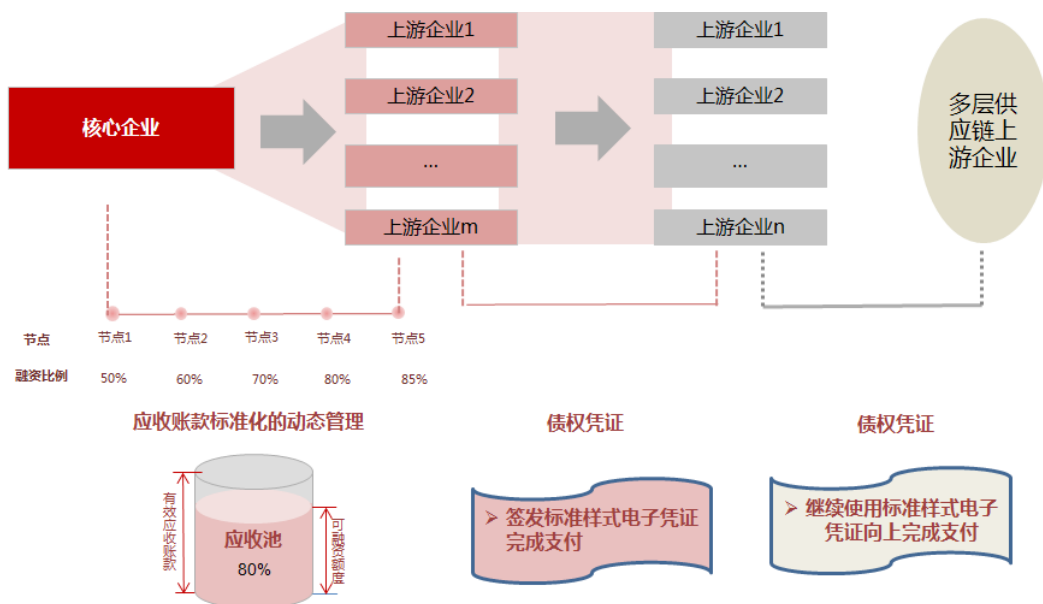 核心企业
上游企业1
上游企业2
...
上游企业m
上游企业1
上游企业2
...
上游企业n
多层供
应链上
游企业
节点 节点1 节点2 节点3 节点4 节点5
融资比例 50% 60% 70% 80% 85%
应收账款标准化的动态管理
有效应收账款
应收池
80%
可融资额度
债权凭证
➢ 签发标准样式电子凭证
完成支付
债权凭证
➢ 继续使用标准样式电子
凭证向上完成支付